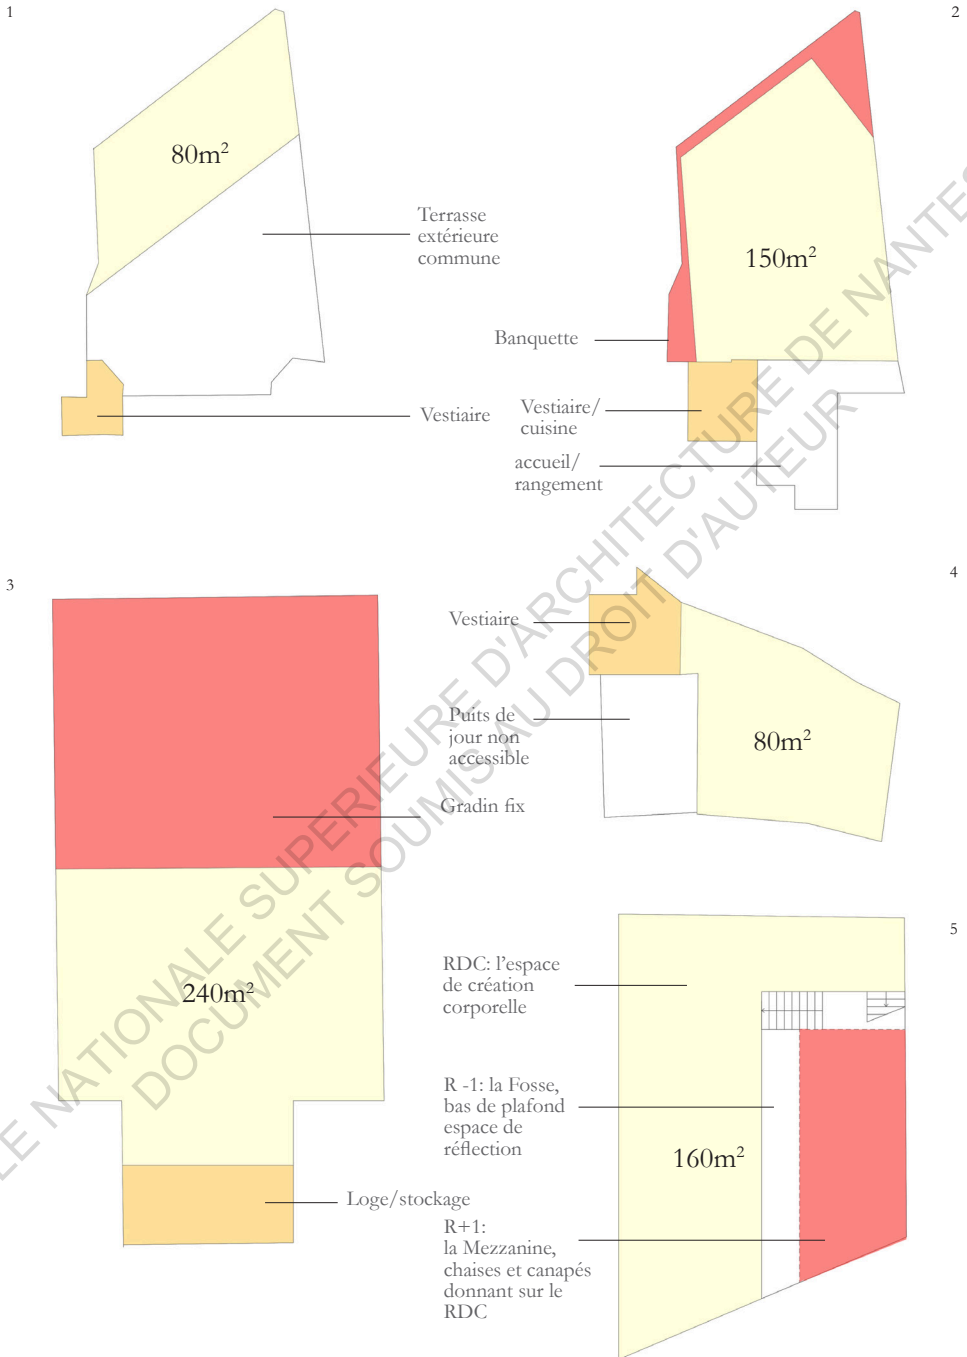 1
2
80m²
Terrasse
extérieure
commune
150m²
Banquette
Vestiaire
Vestiaire/
cuisine
accueil/
rangement
3
4
Vestiaire
Puits de
jour non
accessible
80m²
Gradin fix
240m²
5
RDC: l'espace
de création
corporelle
R -1: la Fosse,
bas de plafond
espace de
réflection
160m²
Loge/stockage
R+1:
la Mezzanine,
chaises et canapés
donnant sur le
RDC
LE NATIONALE SUPERIEURE D'ARCHITECTURE DE NANTES
DOCUMENT SOUMIS AU DROIT D'AUTEUR